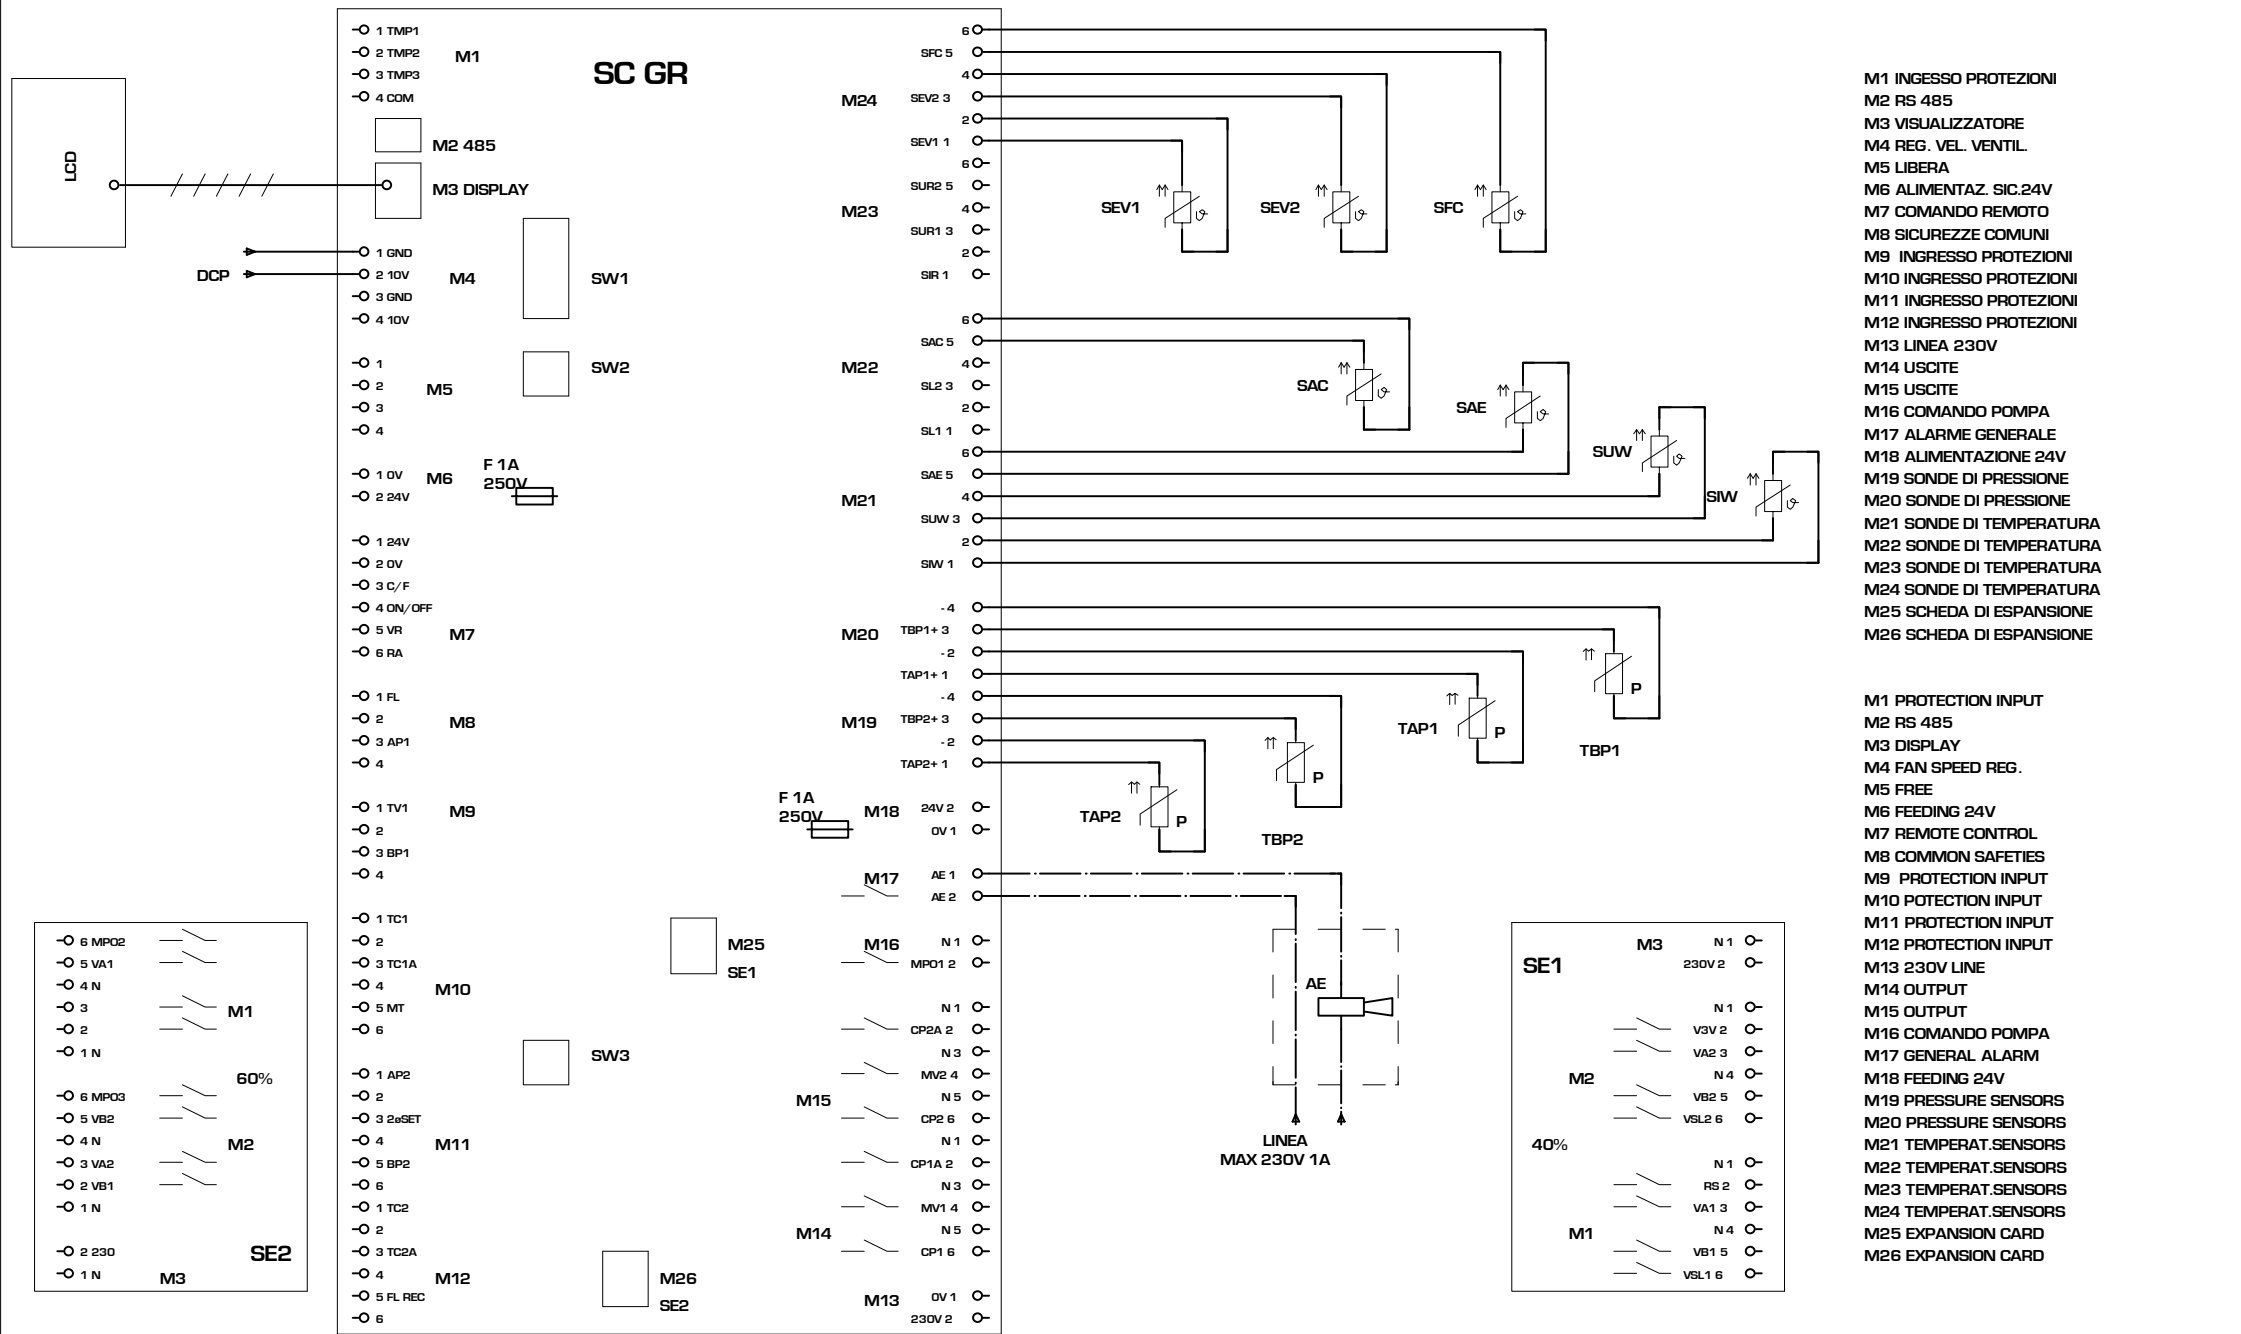 SC GR
1 TMP1
2 TMP2
3 TMP3
4 COM
M1
M2 485
M3 DISPLAY
LCD
DCP
1 GND
2 10V
3 GND
4 10V
M4
SW1
1
2
3
4
M5
SW2
1 0V
2 24V
M6
F 1A
250V
1 24V
2 0V
3 C/F
4 ON/OFF
5 VR
6 RA
M7
1 FL
2
3 AP1
4
M8
1 TV1
2
3 BP1
4
M9
1 TC1
2
3 TC1A
4
5 MT
6
M10
1 AP2
2
3 2øSET
4
5 BP2
6
M11
1 TC2
2
3 TC2A
4
5 FL REC
6
M12
SW3
M25
SE1
M26
SE2
6
SFC 5
4
SEV2 3
2
SEV1 1
M24
6
SUR2 5
4
SUR1 3
2
SIR 1
M23
6
SAC 5
4
SL2 3
2
SL1 1
M22
6
SAE 5
4
SUW 3
2
SIW 1
M21
- 4
TBP1+ 3
- 2
TAP1+ 1
M20
- 4
TBP2+ 3
- 2
TAP2+ 1
M19
F 1A
250V
M18
24V 2
0V 1
M17
AE 1
AE 2
M16
N 1
MPO1 2
N 1
CP2A 2
N 3
MV2 4
N 5
CP2 6
M15
N 1
CP1A 2
N 3
MV1 4
N 5
CP1 6
M14
M13
0V 1
230V 2
SEV1
SEV2
SFC
SAC
SAE
SUW
SIW
TBP1
P
TAP1
P
TBP2
P
TAP2
P
AE
LINEA
MAX 230V 1A
6 MPO2
5 VA1
4 N
3
2
1 N
M1
60%
6 MPO3
5 VB2
4 N
3 VA2
2 VB1
1 N
M2
2 230
1 N
M3
SE2
SE1
M3
N 1
230V 2
N 1
V3V 2
VA2 3
N 4
VB2 5
VSL2 6
M2
40%
N 1
RS 2
VA1 3
N 4
VB1 5
VSL1 6
M1
M1 INGESSO PROTEZIONI
M2 RS 485
M3 VISUALIZZATORE
M4 REG. VEL. VENTIL.
M5 LIBERA
M6 ALIMENTAZ. SIC.24V
M7 COMANDO REMOTO
M8 SICUREZZE COMUNI
M9 INGRESSO PROTEZIONI
M10 INGRESSO PROTEZIONI
M11 INGRESSO PROTEZIONI
M12 INGRESSO PROTEZIONI
M13 LINEA 230V
M14 USCITE
M15 USCITE
M16 COMANDO POMPA
M17 ALARME GENERALE
M18 ALIMENTAZIONE 24V
M19 SONDE DI PRESSIONE
M20 SONDE DI PRESSIONE
M21 SONDE DI TEMPERATURA
M22 SONDE DI TEMPERATURA
M23 SONDE DI TEMPERATURA
M24 SONDE DI TEMPERATURA
M25 SCHEDA DI ESPANSIONE
M26 SCHEDA DI ESPANSIONE
M1 PROTECTION INPUT
M2 RS 485
M3 DISPLAY
M4 FAN SPEED REG.
M5 FREE
M6 FEEDING 24V
M7 REMOTE CONTROL
M8 COMMON SAFETIES
M9 PROTECTION INPUT
M10 POTECTION INPUT
M11 PROTECTION INPUT
M12 PROTECTION INPUT
M13 230V LINE
M14 OUTPUT
M15 OUTPUT
M16 COMANDO POMPA
M17 GENERAL ALARM
M18 FEEDING 24V
M19 PRESSURE SENSORS
M20 PRESSURE SENSORS
M21 TEMPERAT.SENSORS
M22 TEMPERAT.SENSORS
M23 TEMPERAT.SENSORS
M24 TEMPERAT.SENSORS
M25 EXPANSION CARD
M26 EXPANSION CARD